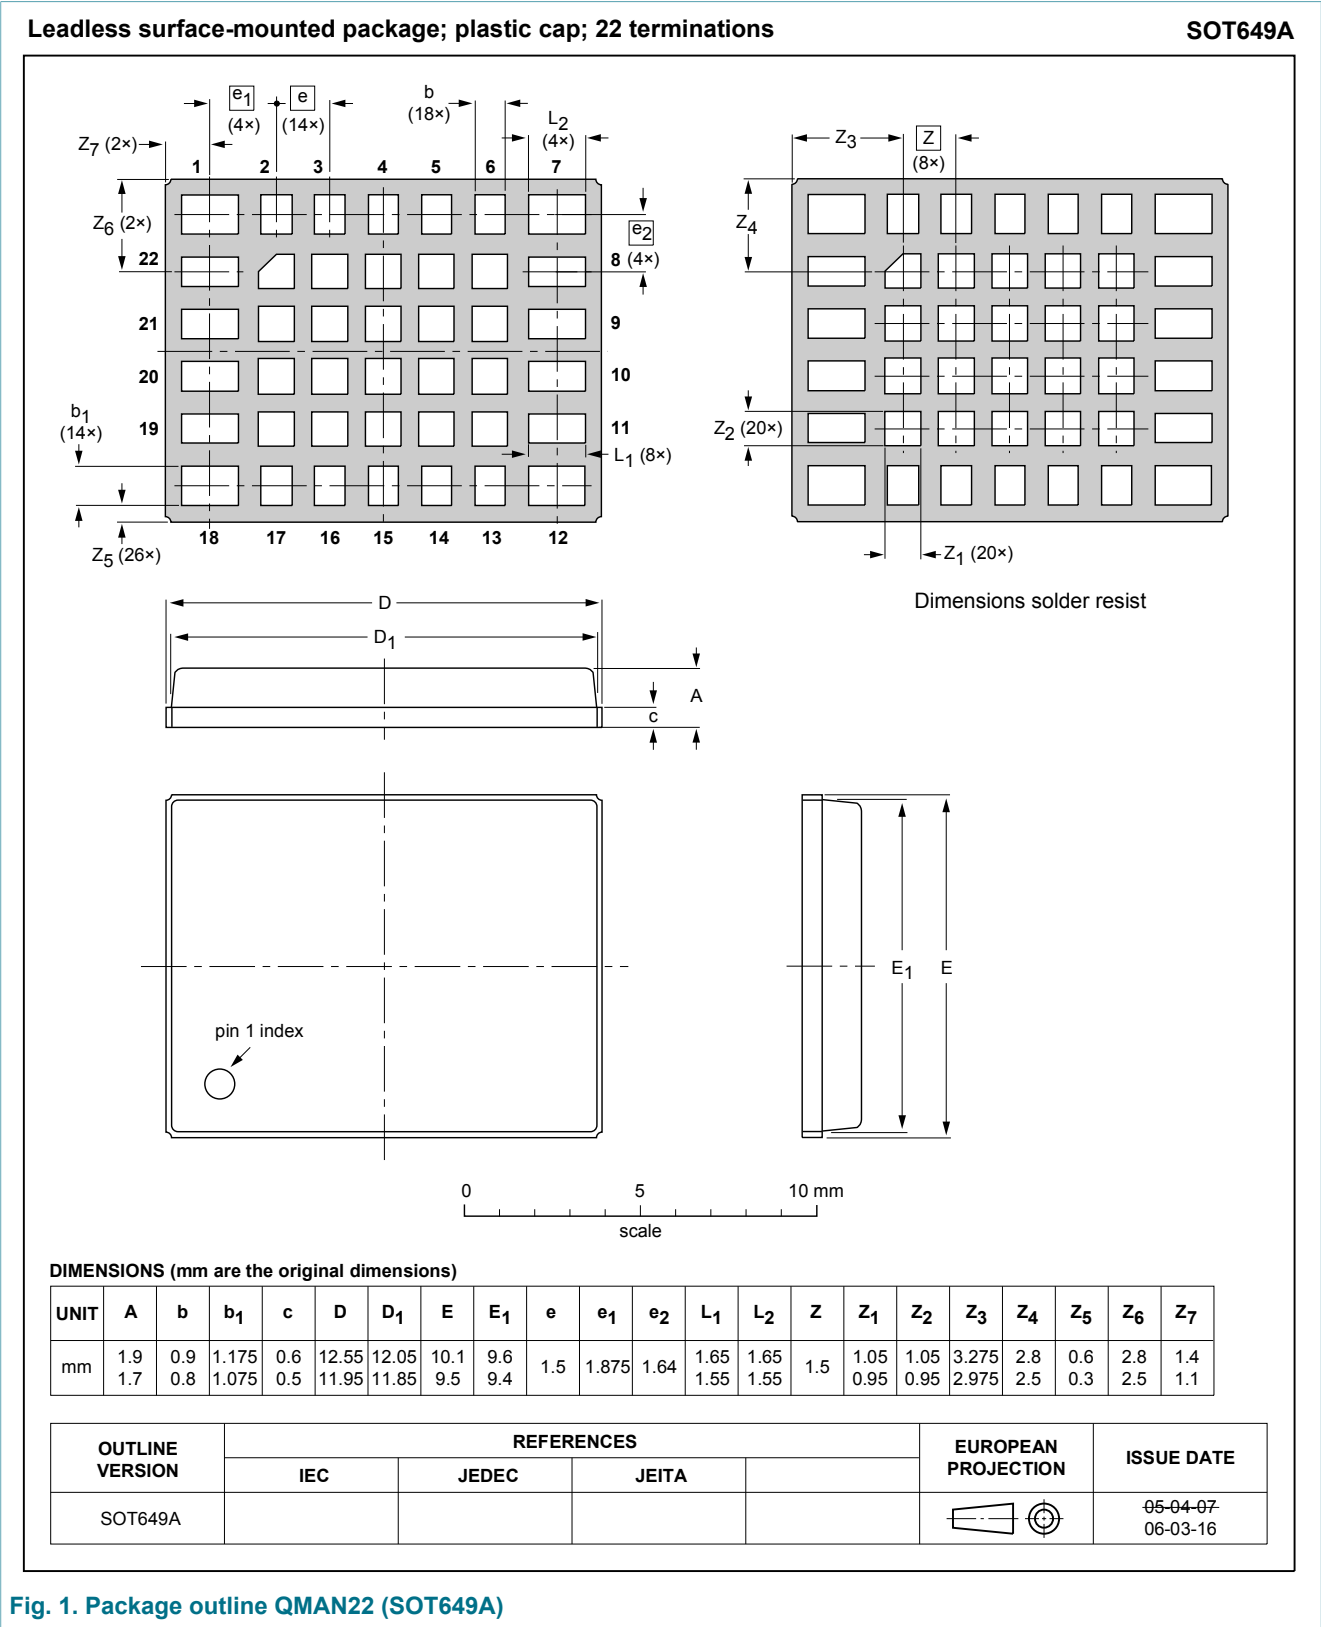 Leadless surface-mounted package; plastic cap; 22 terminations
SOT649A
e1
(4×)
e
(14×)
b
(18×)
L2
(4×)
Z7 (2×)
1 2 3 4 5 6 7
Z6 (2×)
e2
(4×)
22
21
20
19
8
9
10
11
b1
(14×)
L1 (8×)
Z5 (26×)
18 17 16 15 14 13 12
Z3
Z
(8×)
Z4
Z2 (20×)
Z1 (20×)
Dimensions solder resist
D
D1
A
c
E1
E
pin 1 index
0 5 10 mm
scale
DIMENSIONS (mm are the original dimensions)
UNIT A b b1 c D D1 E E1 e e1 e2 L1 L2 Z Z1 Z2 Z3 Z4 Z5 Z6 Z7
mm 1.9 0.9 1.175 0.6 12.55 12.05 10.1 9.6 1.5 1.875 1.64 1.65 1.65 1.5 1.05 1.05 3.275 2.8 0.6 2.8 1.4
1.7 0.8 1.075 0.5 11.95 11.85 9.5 9.4 1.55 1.55 0.95 0.95 2.975 2.5 0.3 2.5 1.1
OUTLINE VERSION
REFERENCES
IEC JEDEC JEITA
EUROPEAN PROJECTION
ISSUE DATE
SOT649A
05-04-07
06-03-16
Fig. 1. Package outline QMAN22 (SOT649A)